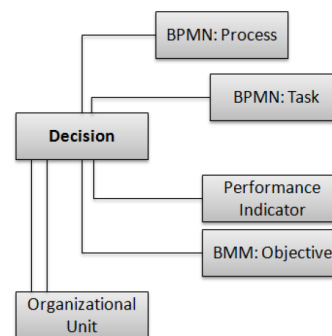 BPMN: Process
BPMN: Task
Decision
Performance
Indicator
BMM: Objective
Organizational
Unit